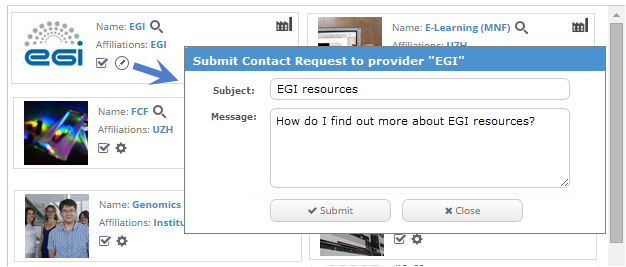 egi
Name: EGI
Affiliations: EGI
Name: E-Learning (MNF)
Affiliations: UZH
Submit Contact Request to provider "EGI"
Subject: EGI resources
Message: How do I find out more about EGI resources?
Submit
Close
Name: FCF
Affiliations: UZH
Name: Genomics
Affiliations: Institu